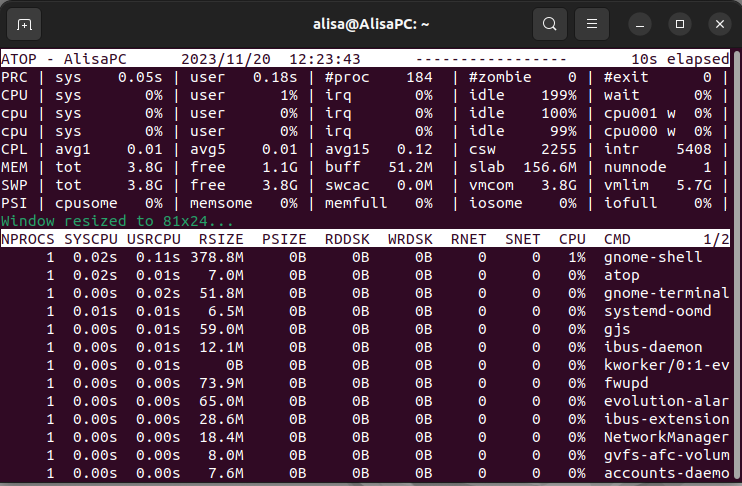 alisa@AlisaPC: ~
ATOP - AlisaPC      2023/11/20  12:23:43      -----------------      10s elapsed
PRC | sys    0.05s | user   0.18s | #proc    184 | #zombie    0 | #exit      0 |
CPU | sys       0% | user      1% | irq       0% | idle    199% | wait      0% |
cpu | sys       0% | user      0% | irq       0% | idle    100% | cpu001 w  0% |
cpu | sys       0% | user      0% | irq       0% | idle     99% | cpu000 w  0% |
CPL | avg1    0.01 | avg5    0.01 | avg15   0.12 | csw     2255 | intr    5408 |
MEM | tot     3.8G | free    1.1G | buff   51.2M | slab  156.6M | numnode    1 |
SWP | tot     3.8G | free    3.8G | swcac   0.0M | vmcom   3.8G | vmlim   5.7G |
PSI | cpusome   0% | memsome   0% | memfull   0% | iosome    0% | iofull    0% |
Window resized to 81x24...
NPROCS SYSCPU USRCPU  RSIZE  PSIZE  RDDSK  WRDSK  RNET  SNET  CPU  CMD        1/2
1  0.02s  0.11s 378.8M     0B     0B     0B     0     0   1%  gnome-shell
1  0.02s  0.01s   7.0M     0B     0B     0B     0     0   0%  atop
1  0.00s  0.02s  51.8M     0B     0B     0B     0     0   0%  gnome-terminal
1  0.01s  0.01s   6.5M     0B     0B     0B     0     0   0%  systemd-oomd
1  0.00s  0.01s  59.0M     0B     0B     0B     0     0   0%  gjs
1  0.00s  0.01s  12.1M     0B     0B     0B     0     0   0%  ibus-daemon
1  0.00s  0.01s     0B     0B     0B     0B     0     0   0%  kworker/0:1-ev
1  0.00s  0.00s  73.9M     0B     0B     0B     0     0   0%  fwupd
1  0.00s  0.00s  65.0M     0B     0B     0B     0     0   0%  evolution-alar
1  0.00s  0.00s  28.6M     0B     0B     0B     0     0   0%  ibus-extension
1  0.00s  0.00s  18.4M     0B     0B     0B     0     0   0%  NetworkManager
1  0.00s  0.00s   8.0M     0B     0B     0B     0     0   0%  gvfs-afc-volum
1  0.00s  0.00s   7.6M     0B     0B     0B     0     0   0%  accounts-daemo